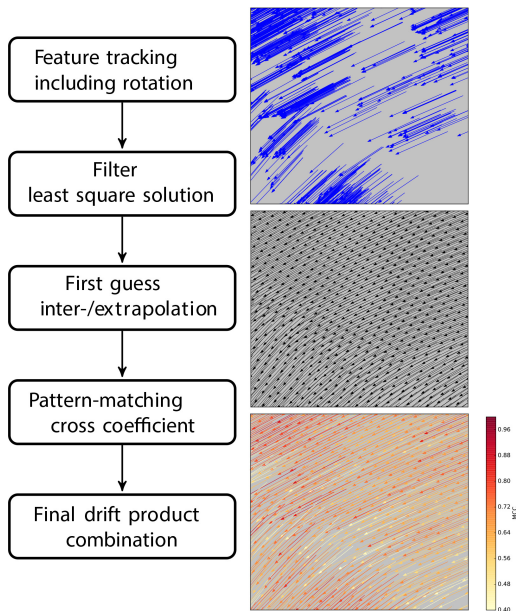 Feature tracking
including rotation
Filter
least square solution
First guess
inter-/extrapolation
Pattern-matching
cross coefficient
Final drift product
combination
0.96
0.88
0.80
0.72
0.64
0.56
0.48
0.40
MCC